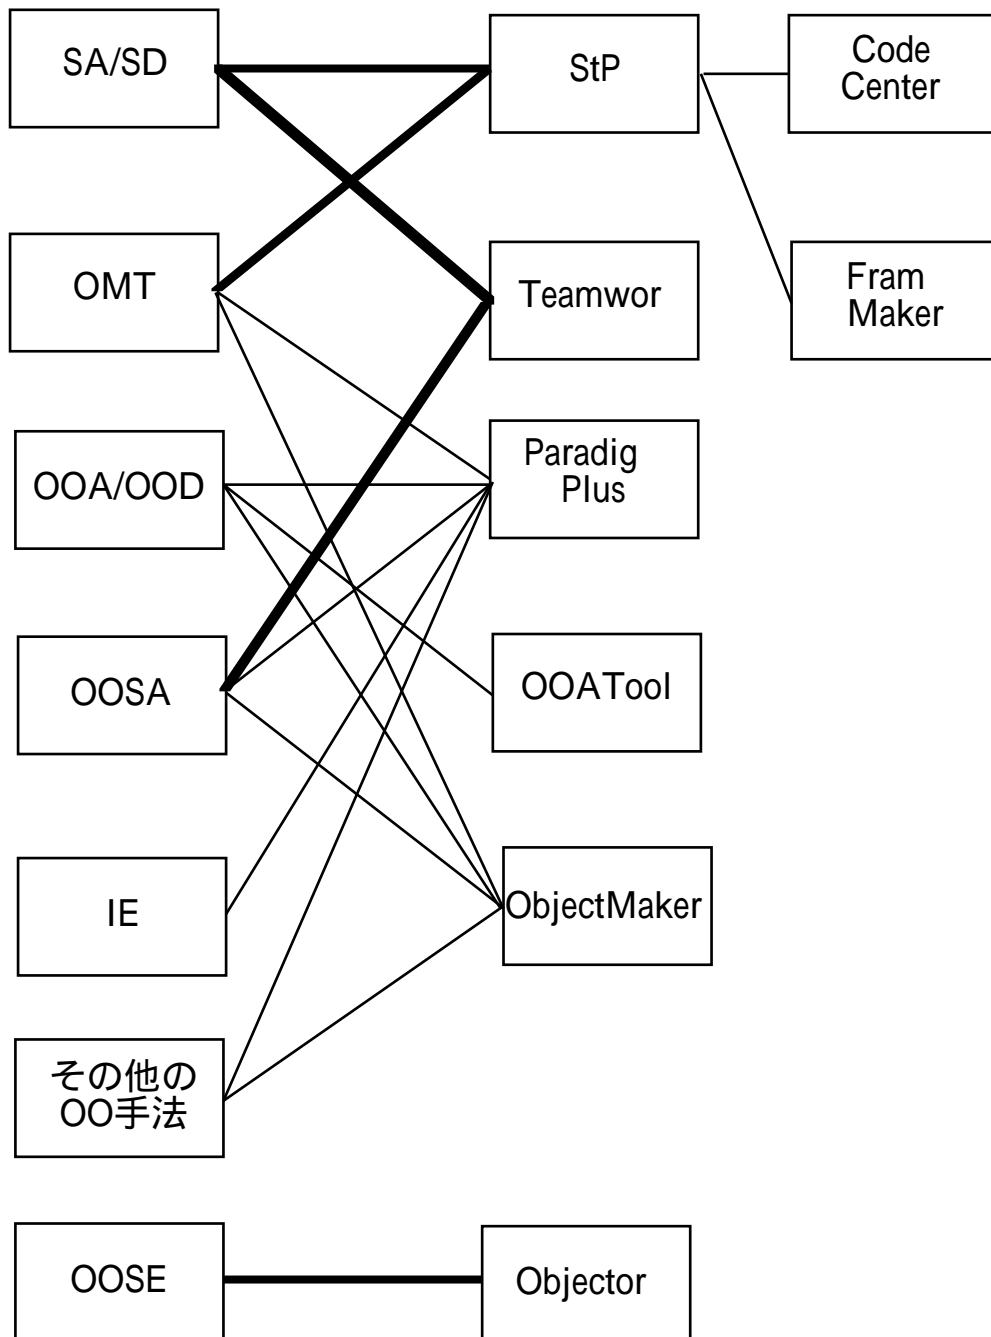 SA/SD
StP
Code
Center
OMT
Teamwor
Fram
Maker
OOA/OOD
Paradig
Plus
OOSA
OOATool
IE
ObjectMaker
その他の
OO手法
OOSE
Objector